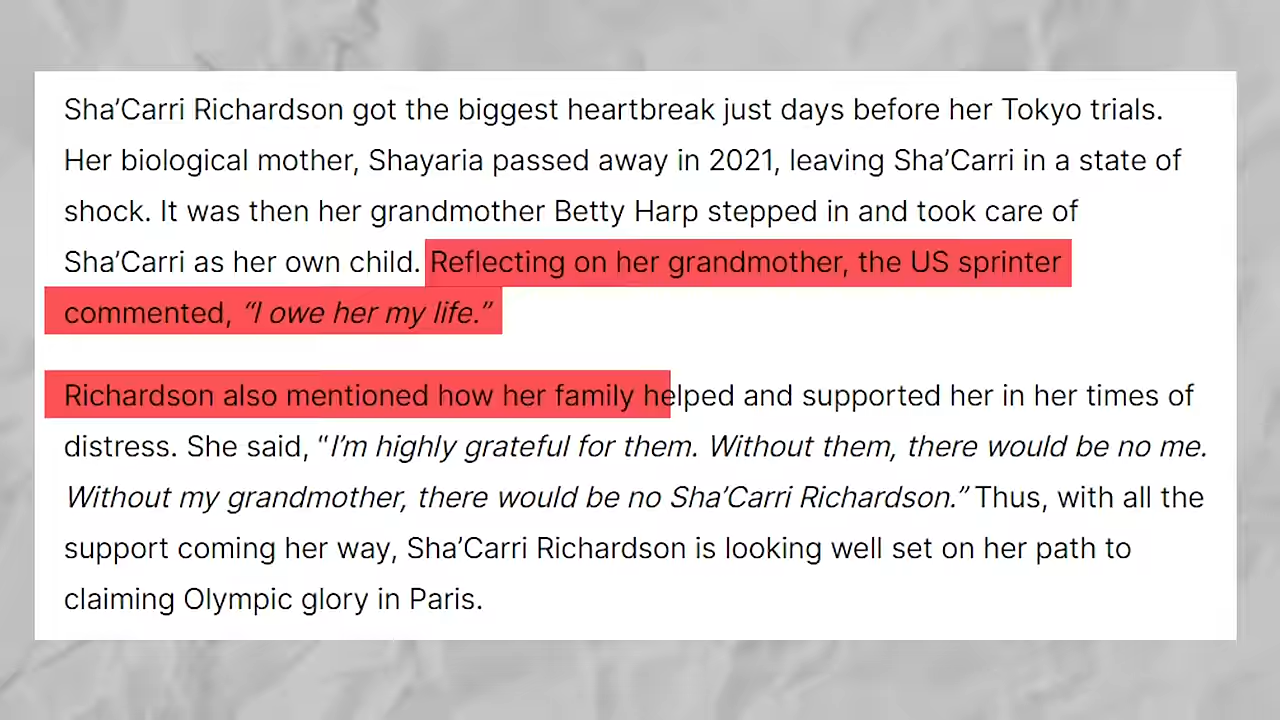 Sha’Carri Richardson got the biggest heartbreak just days before her Tokyo trials.
Her biological mother, Shayaria passed away in 2021, leaving Sha’Carri in a state of
shock. It was then her grandmother Betty Harp stepped in and took care of
Sha’Carri as her own child. Reflecting on her grandmother, the US sprinter
commented, “I owe her my life.”
Richardson also mentioned how her family helped and supported her in her times of
distress. She said, “I’m highly grateful for them. Without them, there would be no me.
Without my grandmother, there would be no Sha’Carri Richardson.” Thus, with all the
support coming her way, Sha’Carri Richardson is looking well set on her path to
claiming Olympic glory in Paris.